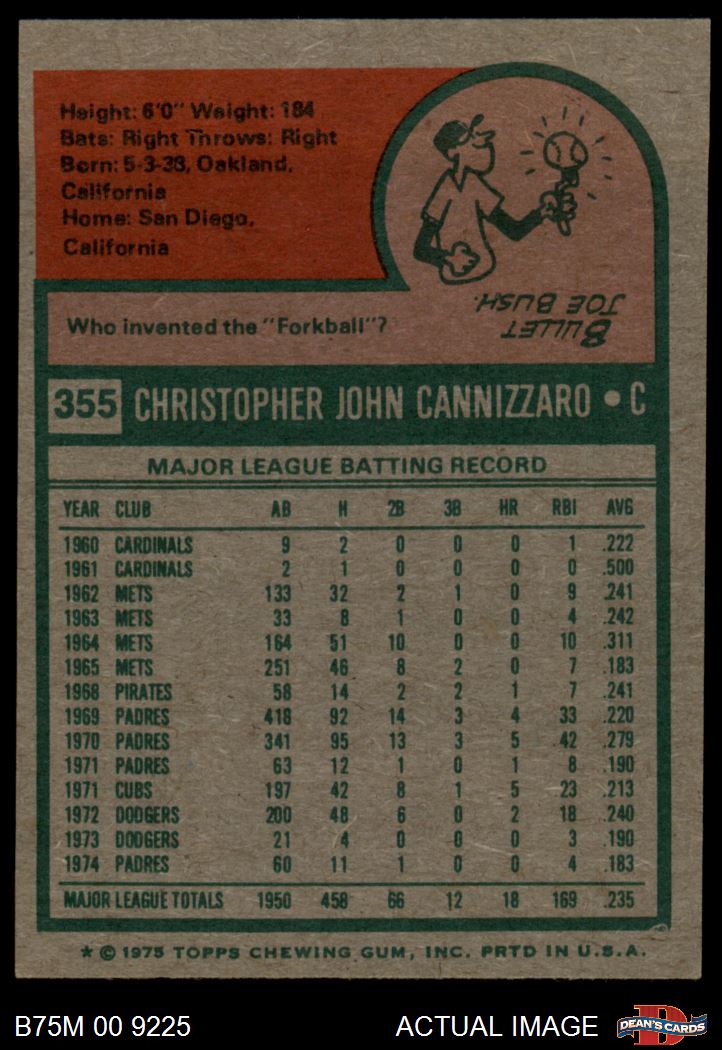 Height: 6'0" Weight: 184
Bats: Right Throws: Right
Born: 5-3-38, Oakland,
California
Home: San Diego,
California
Who invented the "Forkball"?
BULLET
JOE BUSH.
355 CHRISTOPHER JOHN CANNIZZARO • C
MAJOR LEAGUE BATTING RECORD
YEAR CLUB AB H 2B 3B HR RBI AVG
1960 CARDINALS 9 2 0 0 0 1 .222
1961 CARDINALS 2 1 0 0 0 0 .500
1962 METS 133 32 2 1 0 9 .241
1963 METS 33 8 1 0 0 4 .242
1964 METS 164 51 10 0 0 10 .311
1965 METS 251 46 8 2 0 7 .183
1968 PIRATES 58 14 2 2 1 7 .241
1969 PADRES 418 92 14 3 4 33 .220
1970 PADRES 341 95 13 3 5 42 .279
1971 PADRES 63 12 1 0 1 8 .190
1971 CUBS 197 42 8 1 5 23 .213
1972 DODGERS 200 48 6 0 2 18 .240
1973 DODGERS 21 4 0 0 0 3 .190
1974 PADRES 60 11 1 0 0 4 .183
MAJOR LEAGUE TOTALS 1950 458 66 12 18 169 .235
* © 1975 TOPPS CHEWING GUM, INC. PRTD IN U.S.A.
B75M 00 9225 ACTUAL IMAGE D DEAN'S CARDS